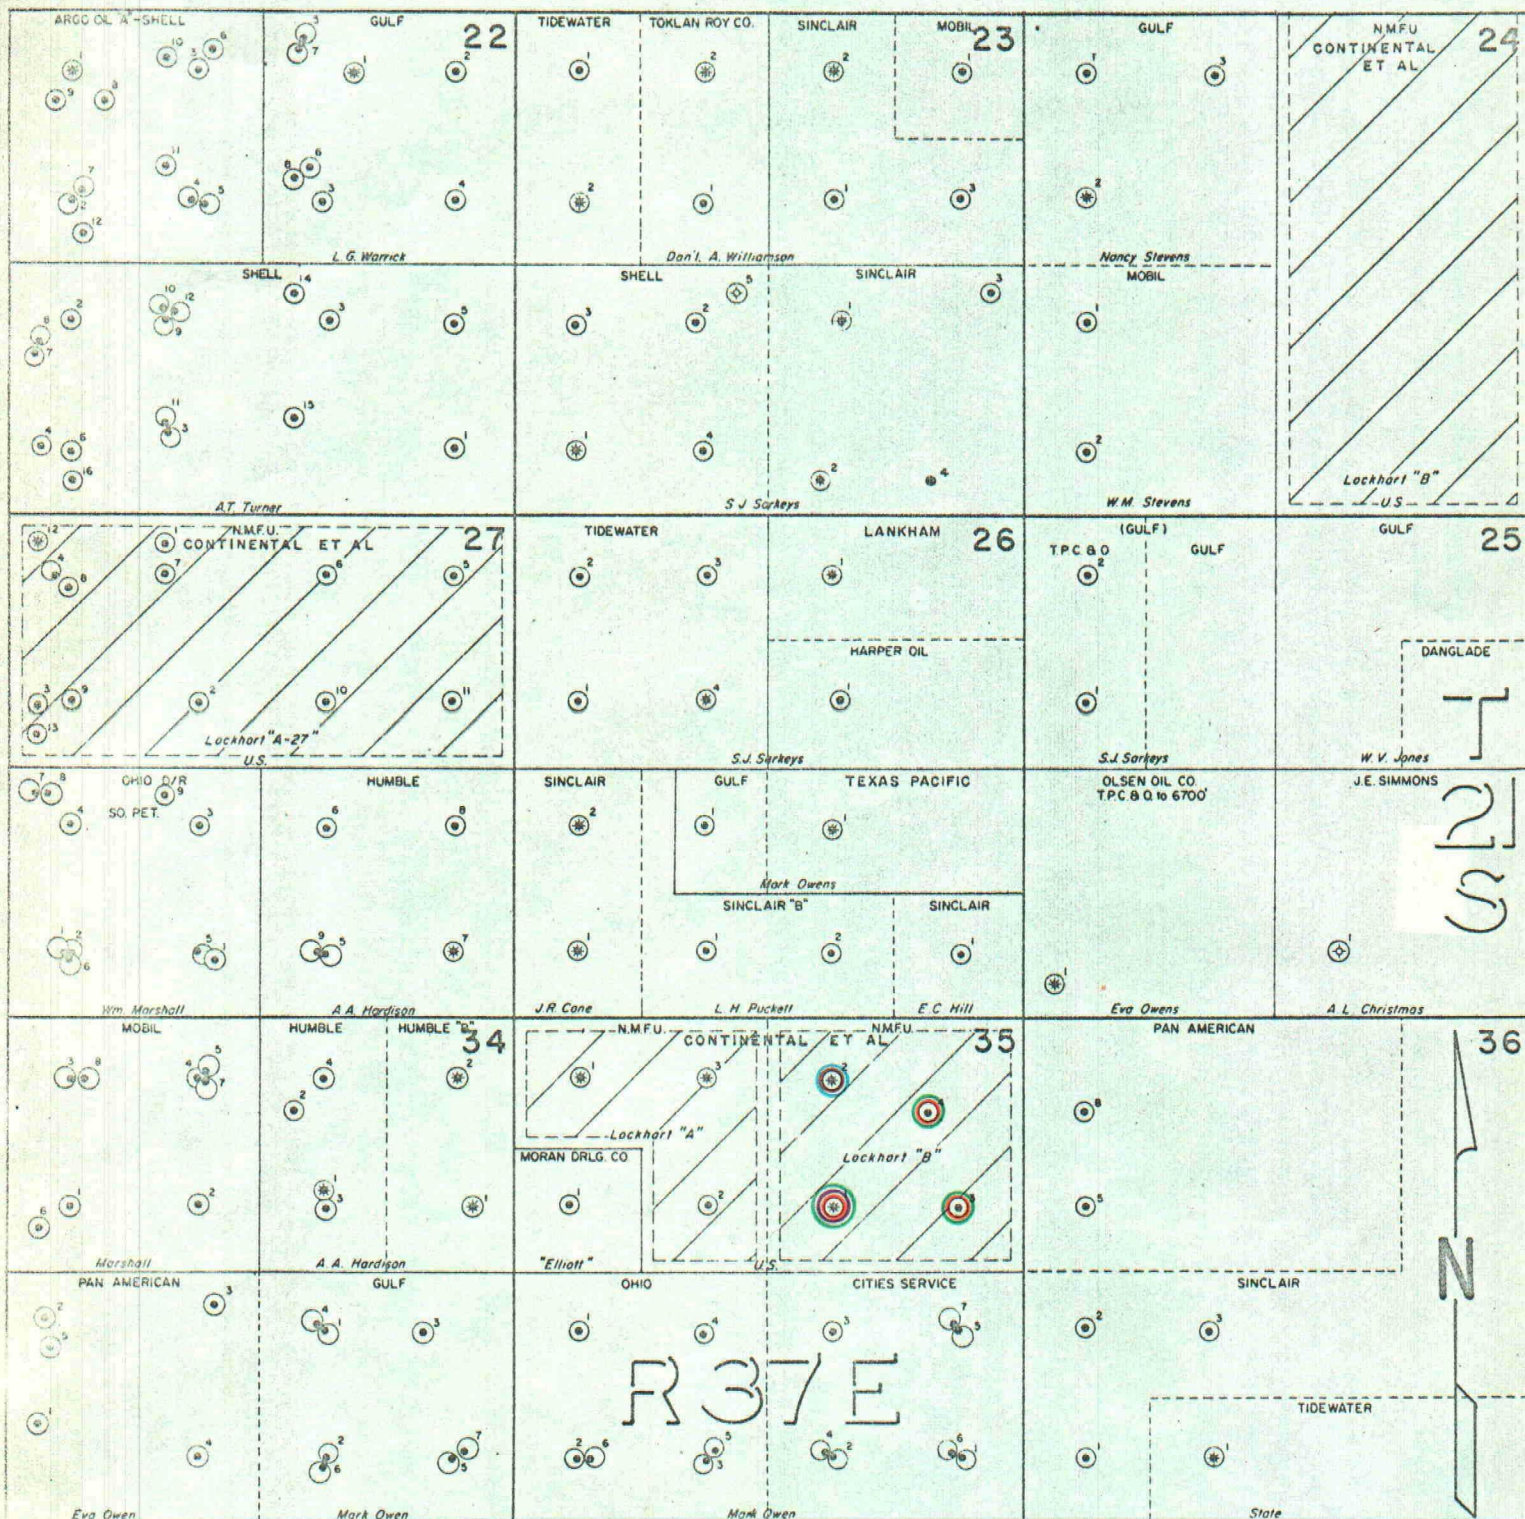 ARGO OIL "A"-SHELL
GULF
22
TIDEWATER
TOKLAN ROY CO.
SINCLAIR
MOBIL
23
GULF
N.M.F.U
CONTINENTAL
ET AL
24
L.G. Warrick
Dan'l. A. Williamson
Nancy Stevens
SHELL
SHELL
SINCLAIR
MOBIL
A.T. Turner
S J Sarkeys
W.M. Stevens
Lockhart "B"
U.S
N.M.F.U.
CONTINENTAL ET AL
27
TIDEWATER
LANKHAM
26
(GULF)
T.P.C & O
GULF
GULF
25
HARPER OIL
DANGLADE
T
Lockhart "A-27"
U.S.
S.J. Sarkeys
S.J. Sarkeys
W.V. Jones
OHIO D/R
SO. PET.
HUMBLE
SINCLAIR
GULF
TEXAS PACIFIC
OLSEN OIL CO.
T.P.C. & O. to 6700'
J.E. SIMMONS
21
S
Mark Owens
SINCLAIR "B"
SINCLAIR
Wm. Marshall
A.A. Hardison
J.R. Cone
L.H. Puckett
E.C Hill
Eva Owens
A.L. Christmas
MOBIL
HUMBLE
HUMBLE "B"
34
N.M.F.U.
CONTINENTAL ET AL
N.M.F.U.
35
PAN AMERICAN
36
Lockhart "A"
MORAN DRLG. CO
Lockhart "B"
Marshall
A A. Hardison
"Elliott"
U.S.
N
PAN AMERICAN
GULF
OHIO
CITIES SERVICE
SINCLAIR
R 37 E
TIDEWATER
Eva Owen
Mark Owen
Mark Owen
State